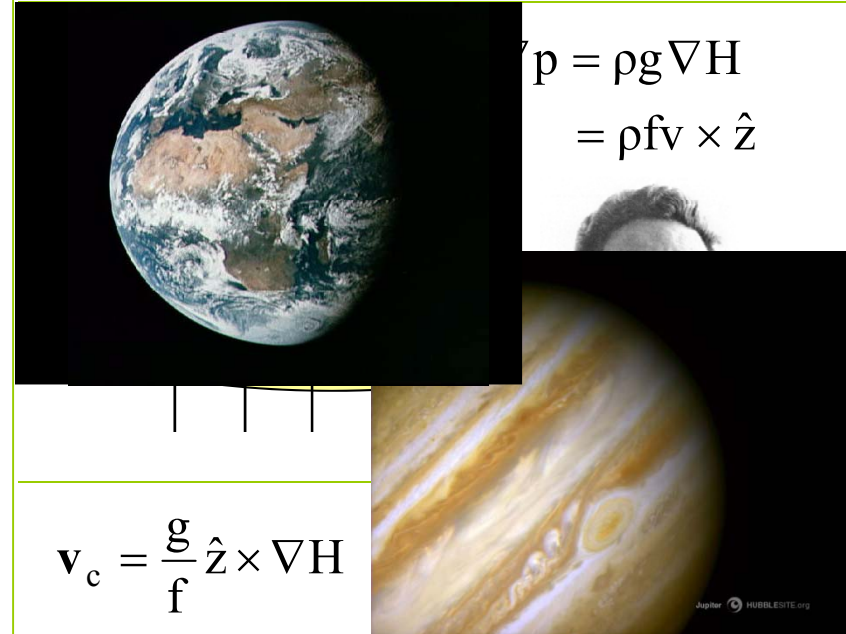 ∇p = ρg∇H
= ρfv × ẑ
v_c = g/f ẑ × ∇H
Jupiter HUBBLESITE.org